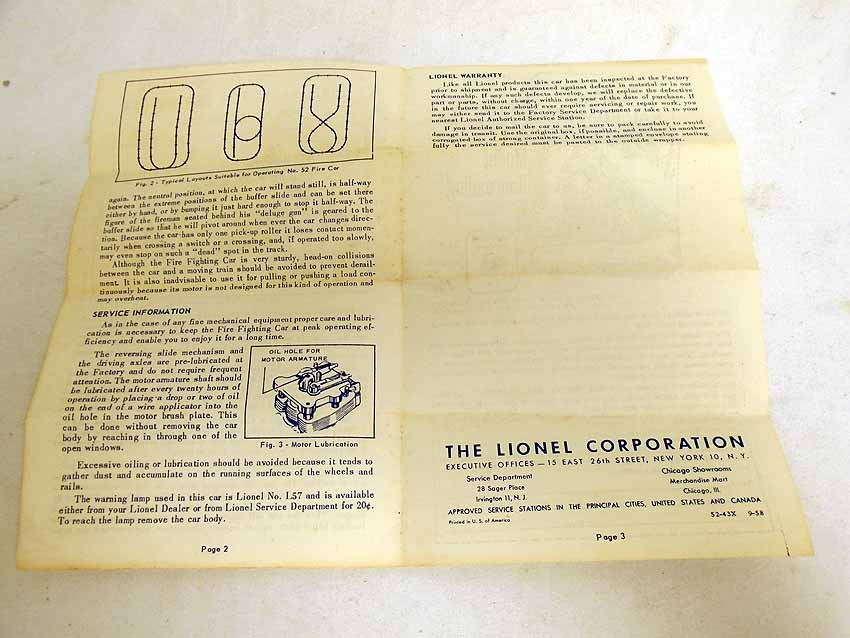 Fig. 2 - Typical Layouts Suitable for Operating No. 52 Fire Car
again. The neutral position, at which the car will stand still, is half-way
between the extreme positions of the buffer slide and can be set there
either by hand, or by bumping it just hard enough to stop it half-way. The
figure of the fireman seated behind his "deluge gun" is geared to the
buffer slide so that he will pivot around when ever the car changes direc-
tion. Because the car has only one pick-up roller it loses contact momen-
tarily when crossing a switch or a crossing, and, if operated too slowly,
may even stop on such a "dead" spot in the track.
Although the Fire Fighting Car is very sturdy, head-on collisions
between the car and a moving train should be avoided to prevent derail-
ment. It is also inadvisable to use it for pulling or pushing a load con-
tinuously because its motor is not designed for this kind of operation and
may overheat.
SERVICE INFORMATION
As in the case of any fine mechanical equipment proper care and lubri-
cation is necessary to keep the Fire Fighting Car at peak operating ef-
ficiency and enable you to enjoy it for a long time.
The reversing slide mechanism and
the driving axles are pre-lubricated at
the Factory and do not require frequent
attention. The motor armature shaft should
be lubricated after every twenty hours of
operation by placing a drop or two of oil
on the end of a wire applicator into the
oil hole in the motor brush plate. This
can be done without removing the car
body by reaching in through one of the
open windows.
OIL HOLE FOR
MOTOR ARMATURE
Fig. 3 - Motor Lubrication
Excessive oiling or lubrication should be avoided because it tends to
gather dust and accumulate on the running surfaces of the wheels and
rails.
The warning lamp used in this car is Lionel No. L57 and is available
either from your Lionel Dealer or from Lionel Service Department for 20¢.
To reach the lamp remove the car body.
Page 2
LIONEL WARRANTY
Like all Lionel products this car has been inspected at the Factory
prior to shipment and is guaranteed against defects in material or in our
workmanship. If any such defects develop, we will replace the defective
part or parts, without charge, within one year of the date of purchase. If
in the future this car should ever require servicing or repair work, you
may either send it to the Factory Service Department or take it to your
nearest Lionel Authorized Service Station.
If you decide to mail the car to us, be sure to pack carefully to avoid
damage in transit. Use the original box, if possible, and enclose in another
corrugated box or strong container. A letter in a stamped envelope stating
fully the service desired must be pasted to the outside wrapper.
THE LIONEL CORPORATION
EXECUTIVE OFFICES — 15 EAST 26th STREET, NEW YORK 10, N. Y.
Service Department
28 Sager Place
Irvington 11, N. J.
Chicago Showrooms
Merchandise Mart
Chicago, Ill.
APPROVED SERVICE STATIONS IN THE PRINCIPAL CITIES, UNITED STATES AND CANADA
Printed in U. S. of America
52-43X 9-58
Page 3